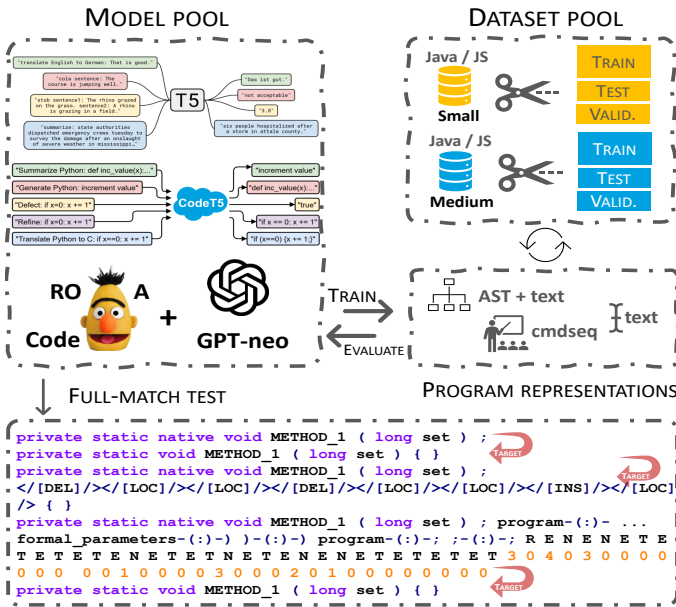 MODEL POOL
"translate English to German: That is good."
"cola sentence: The
course is jumping well."
"stsb sentence1: The rhino grazed
on the grass. sentence2: A rhino
is grazing in a field."
"summarize: state authorities
dispatched emergency crews tuesday to
survey the damage after an onslaught
of severe weather in mississippi…"
T5
"Das ist gut."
"not acceptable"
"3.8"
"six people hospitalized after
a storm in attala county."
"Summarize Python: def inc_value(x):..."
"Generate Python: increment value"
"Defect: if x=0: x += 1"
"Refine: if x=0: x += 1"
"Translate Python to C: if x==0: x += 1"
CodeT5
"increment value"
"def inc_value(x):..."
"true"
"if x == 0: x += 1"
"if (x==0) {x += 1;}"
RO A
Code
+
GPT-neo
DATASET POOL
Java / JS
Small
TRAIN
TEST
VALID.
Java / JS
Medium
TRAIN
TEST
VALID.
TRAIN
EVALUATE
AST + text
cmdseq
text
PROGRAM REPRESENTATIONS
FULL-MATCH TEST
private static native void METHOD_1 ( long set ) ;
private static void METHOD_1 ( long set ) { }
TARGET
private static native void METHOD_1 ( long set ) ;
TARGET
</[DEL]/></[LOC]/></[LOC]/></[DEL]/></[LOC]/></[LOC]/></[INS]/></[LOC]
/> { }
private static native void METHOD_1 ( long set ) ; program-(:)- ...
formal_parameters-(:)-) )-(:)-) program-(:)-; ;-(:)-; R E N E N E T E
T E T E T E N E T E T N E T E N E N E T E T E T E T 3 0 4 0 3 0 0 0 0
0 0 0 0 0 1 0 0 0 0 3 0 0 0 2 0 1 0 0 0 0 0 0 0 0
TARGET
private static void METHOD_1 ( long set ) { }